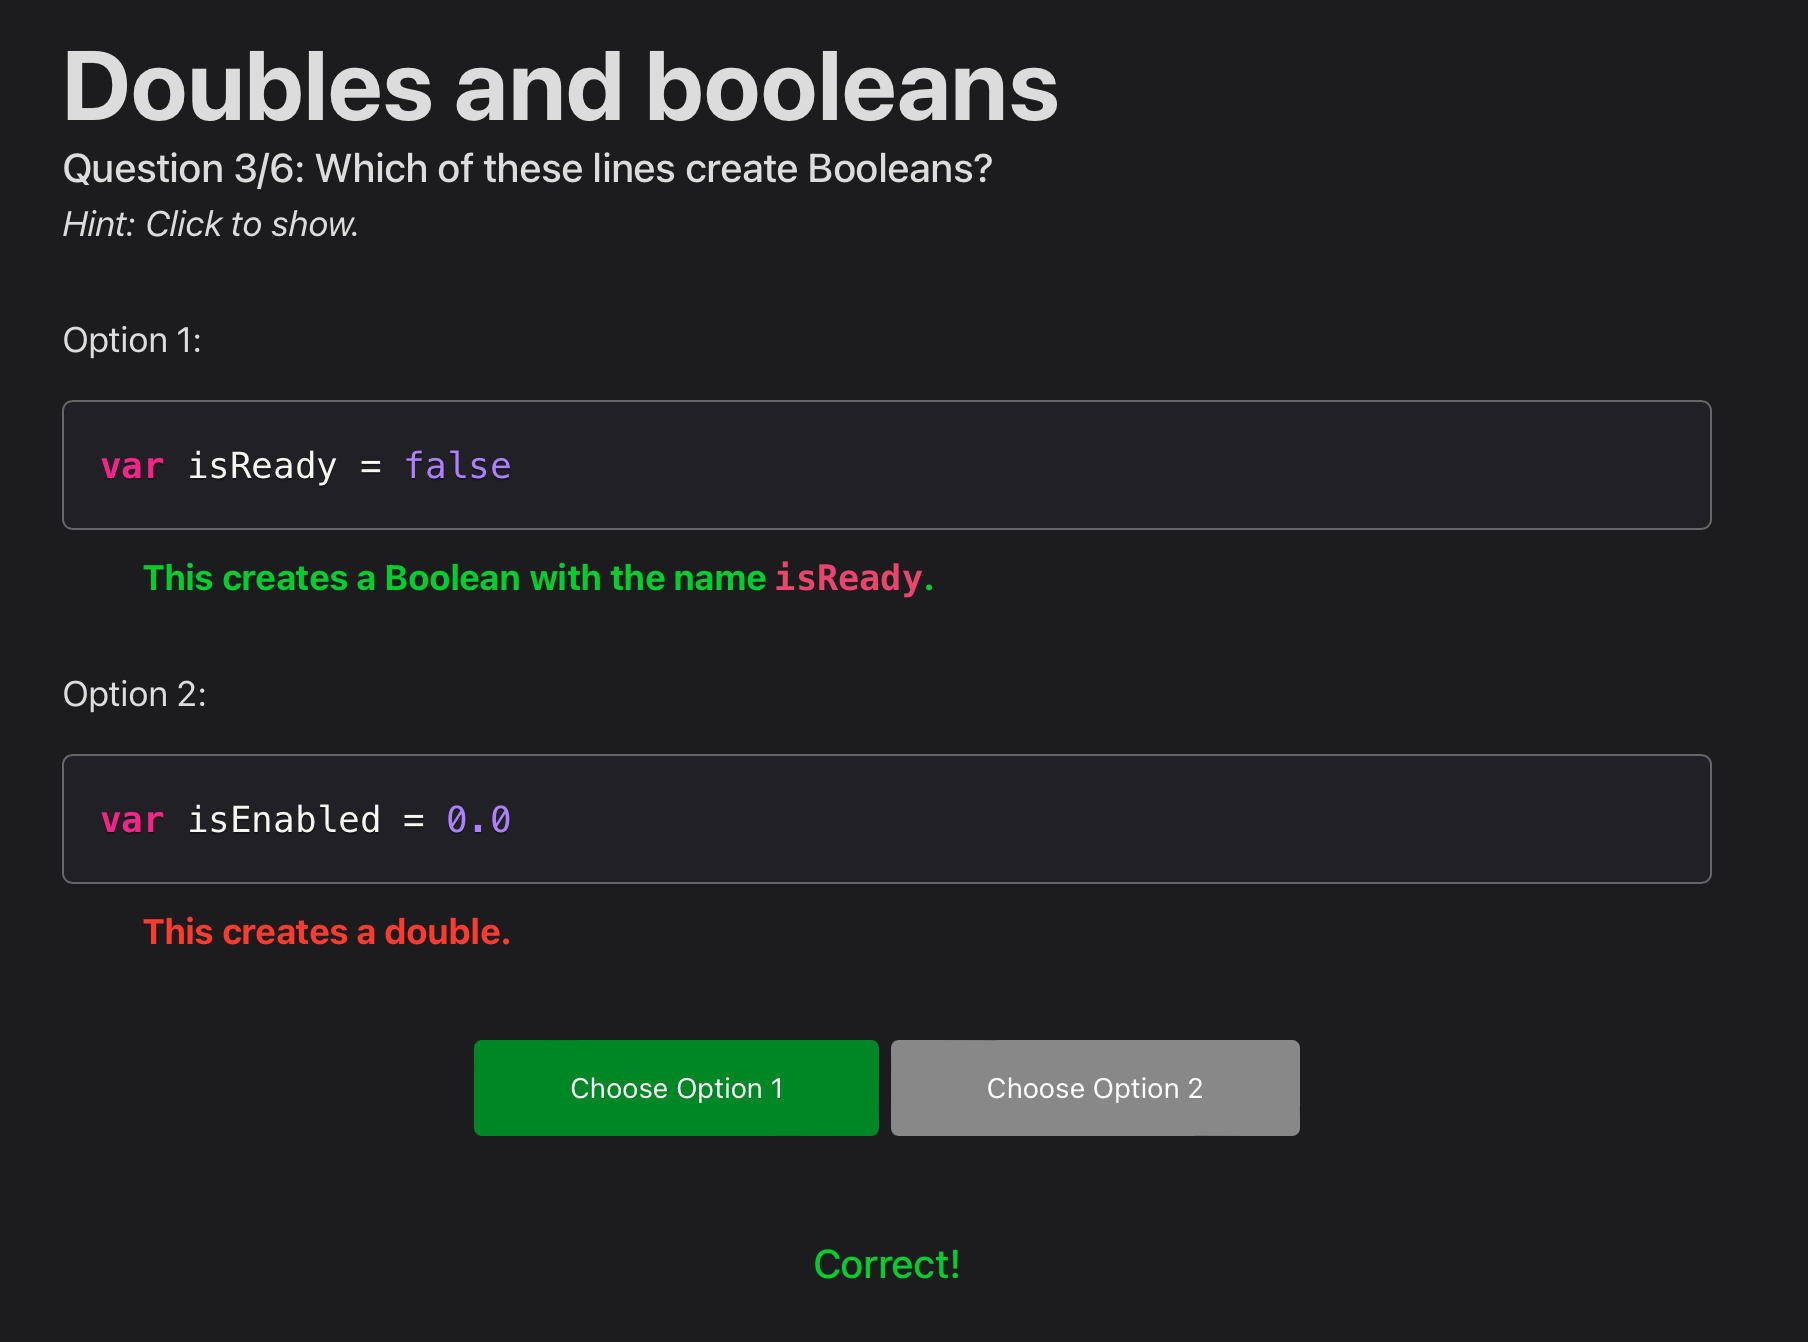 Doubles and booleans
Question 3/6: Which of these lines create Booleans?
Hint: Click to show.
Option 1:
var isReady = false
This creates a Boolean with the name isReady.
Option 2:
var isEnabled = 0.0
This creates a double.
Choose Option 1
Choose Option 2
Correct!